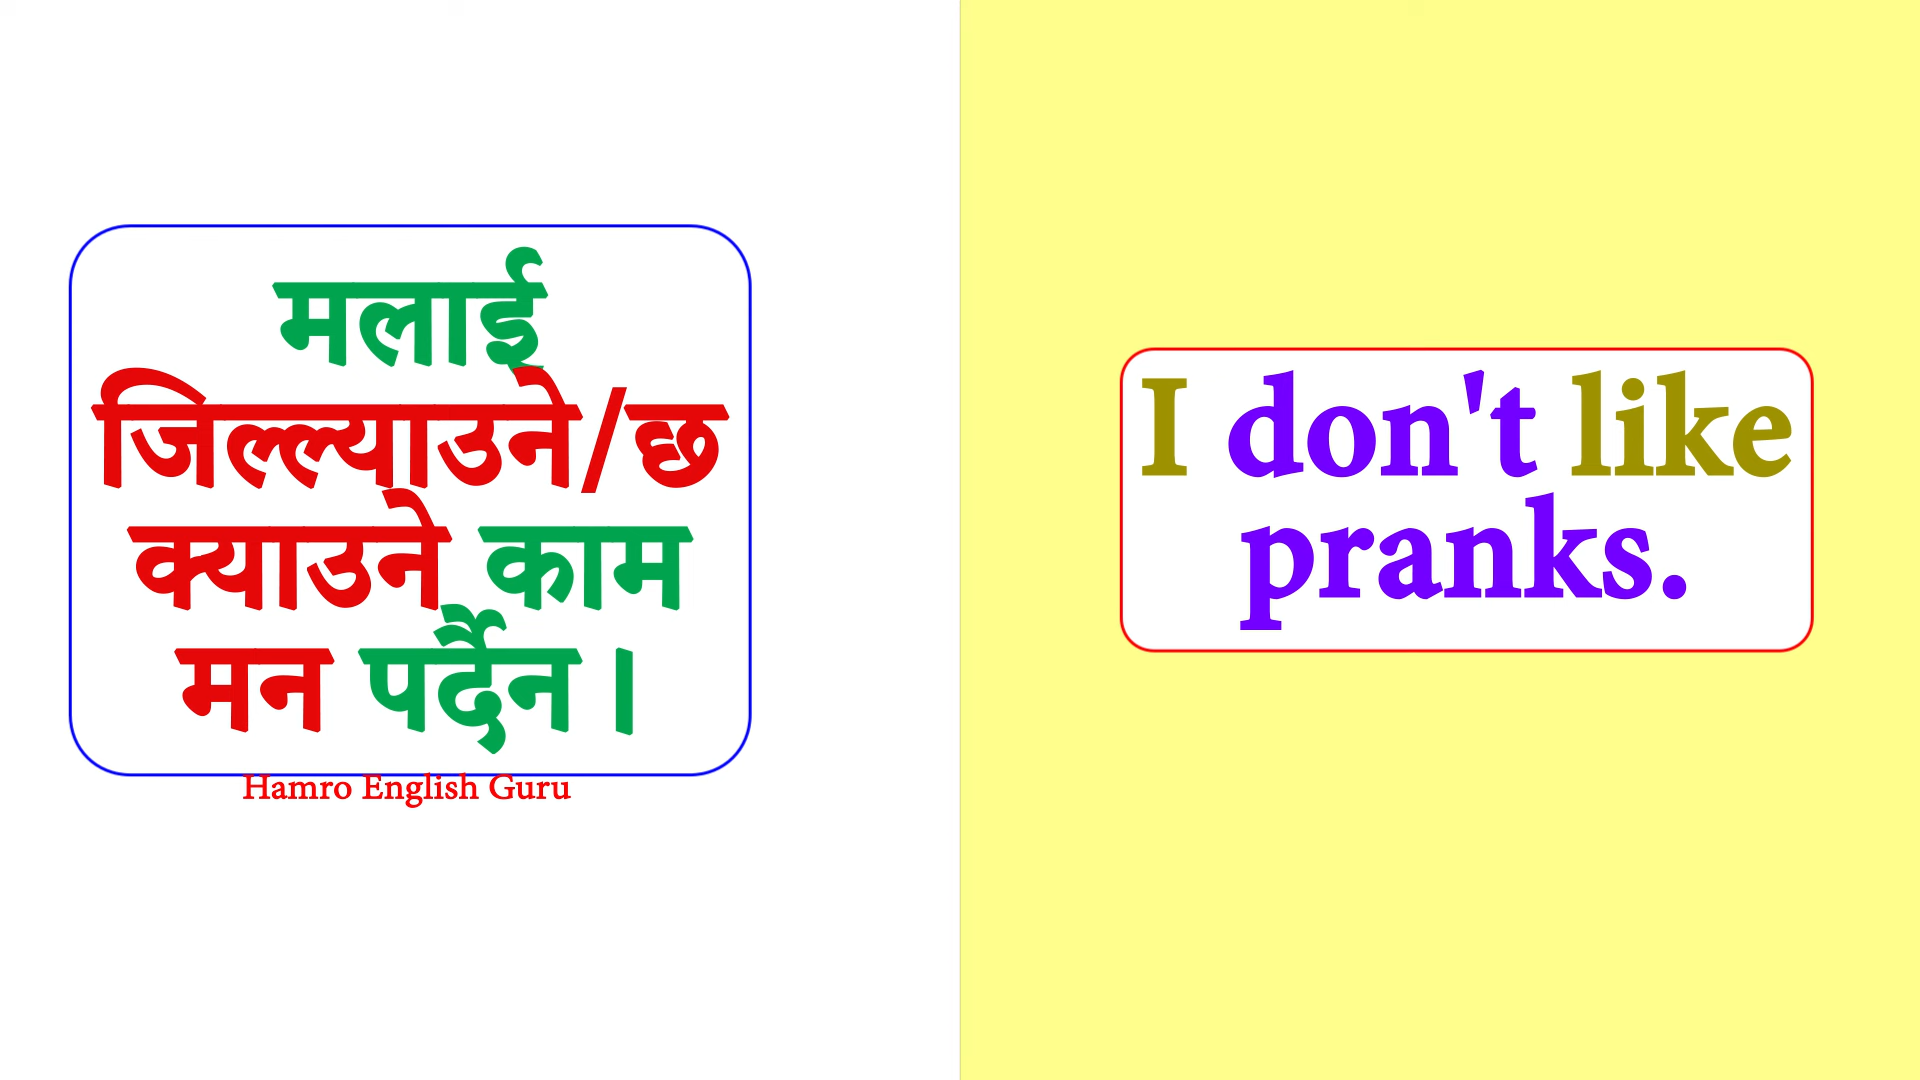 मलाई
जिल्ल्याउने/छ
क्याउने काम
मन पर्दैन ।
Hamro English Guru
I don't like
pranks.